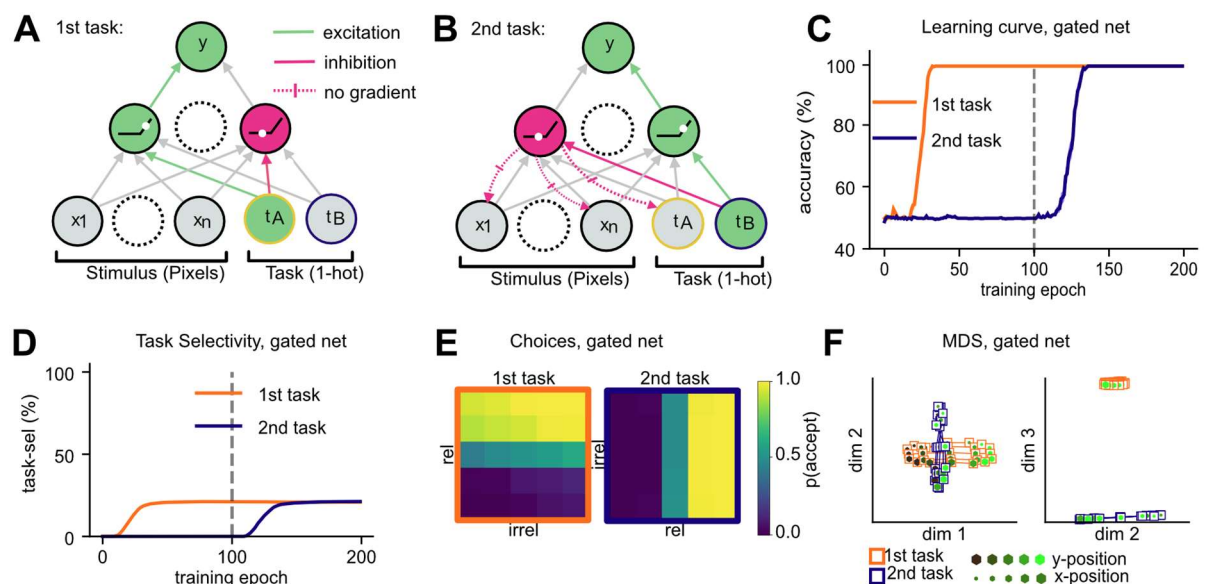 A
1st task:
y
excitation
inhibition
no gradient
x1
xn
tA
tB
Stimulus (Pixels)
Task (1-hot)
B
2nd task:
y
x1
xn
tA
tB
Stimulus (Pixels)
Task (1-hot)
C
Learning curve, gated net
accuracy (%)
100
80
60
40
1st task
2nd task
0 50 100 150 200
training epoch
D
Task Selectivity, gated net
task-sel (%)
100
50
0
1st task
2nd task
0 100 200
training epoch
E
Choices, gated net
1st task 2nd task
rel
irrel
irrel
rel
1.0
0.5
0.0
p(accept)
F
MDS, gated net
dim 2
dim 1
dim 3
dim 2
1st task
2nd task
y-position
x-position